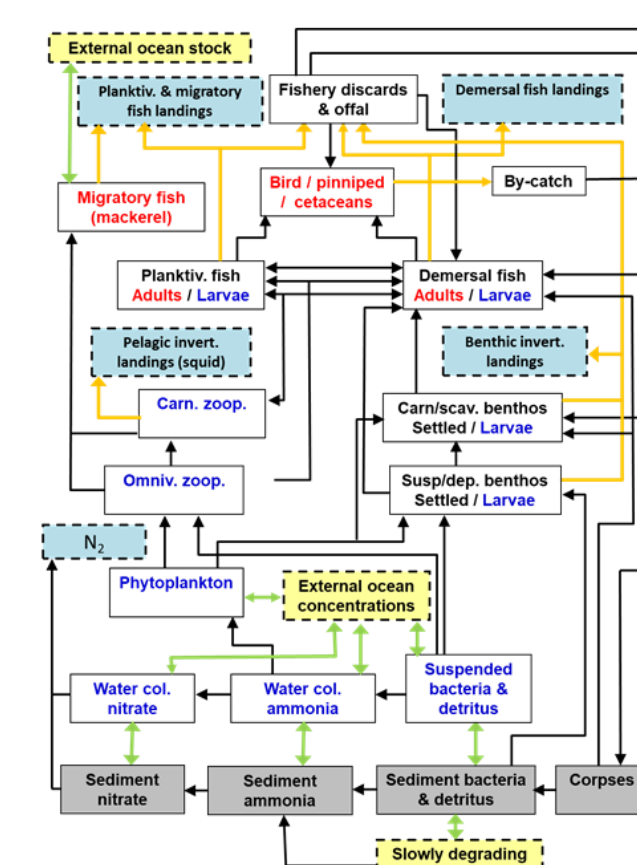 External ocean stock
Planktiv. & migratory
fish landings
Fishery discards
& offal
Demersal fish landings
Bird / pinniped
/ cetaceans
By-catch
Migratory fish
(mackerel)
Planktiv. fish
Adults / Larvae
Demersal fish
Adults / Larvae
Pelagic invert.
landings (squid)
Benthic invert.
landings
Carn. zoop.
Carn/scav. benthos
Settled / Larvae
Omniv. zoop.
Susp/dep. benthos
Settled / Larvae
N2
Phytoplankton
External ocean
concentrations
Water col.
nitrate
Water col.
ammonia
Suspended
bacteria &
detritus
Sediment
nitrate
Sediment
ammonia
Sediment bacteria
& detritus
Corpses
Slowly degrading